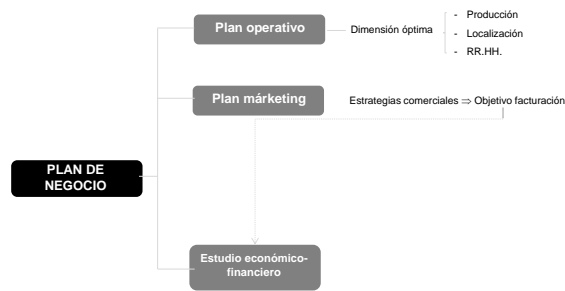 Plan operativo
Dimensión óptima
- Producción
- Localización
- RR.HH.
Plan márketing
Estrategias comerciales ⇒ Objetivo facturación
PLAN DE
NEGOCIO
Estudio económico-
financiero